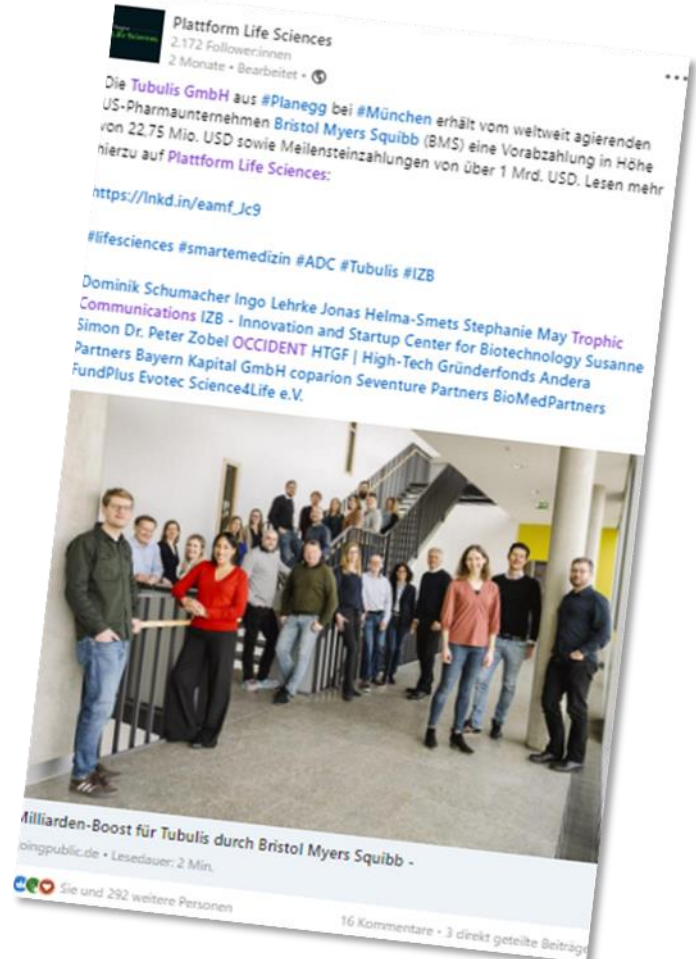 Plattform Life Sciences
2.172 Follower:innen
2 Monate • Bearbeitet •
Die Tubulis GmbH aus #Planegg bei #München erhält vom weltweit agierenden
US-Pharmaunternehmen Bristol Myers Squibb (BMS) eine Vorabzahlung in Höhe
von 22,75 Mio. USD sowie Meilensteinzahlungen von über 1 Mrd. USD. Lesen mehr
hierzu auf Plattform Life Sciences:
https://lnkd.in/eamf_Jc9
#lifesciences #smartemedizin #ADC #Tubulis #IZB
Dominik Schumacher Ingo Lehrke Jonas Helma-Smets Stephanie May Trophic
Communications IZB - Innovation and Startup Center for Biotechnology Susanne
Simon Dr. Peter Zobel OCCIDENT HTGF | High-Tech Gründerfonds Andera
Partners Bayern Kapital GmbH coparion Seventure Partners BioMedPartners
FundPlus Evotec Science4Life e.V.
Milliarden-Boost für Tubulis durch Bristol Myers Squibb -
oingpublic.de • Lesedauer: 2 Min.
Sie und 292 weitere Personen
16 Kommentare • 3 direkt geteilte Beiträge